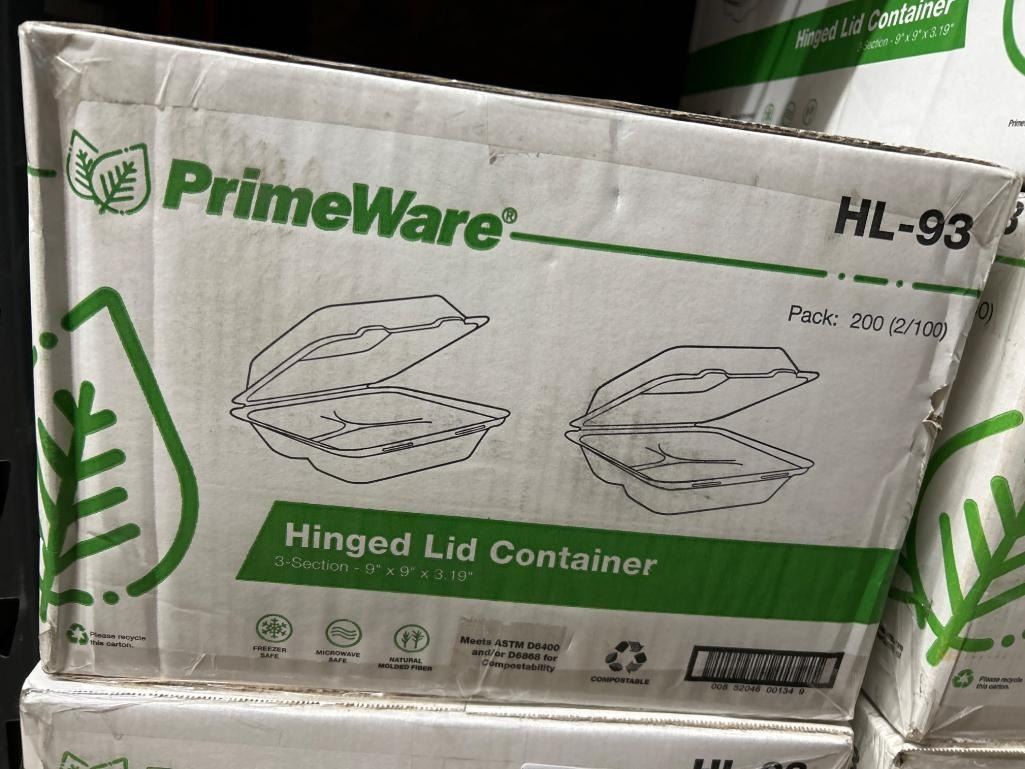 PrimeWare®
HL-93
Pack: 200 (2/100)
Hinged Lid Container
3-Section - 9" x 9" x 3.19"
Please recycle
this carton.
FREEZER
SAFE
MICROWAVE
SAFE
NATURAL
MOLDED FIBER
Meets ASTM D6400
and/or D6868 for
Compostability
COMPOSTABLE
Hinged Lid Container
3-Section - 9" x 9" x 3.19"
Please recycle
this carton.
HL-93